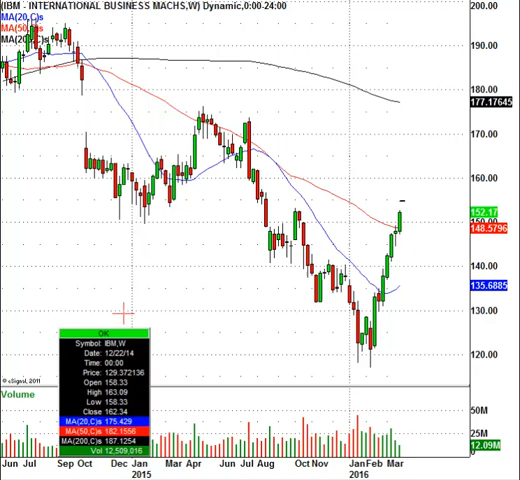 (IBM - INTERNATIONAL BUSINESS MACHS,W) Dynamic,0:00-24:00
MA(20,C)s
MA(50,C)s
MA(200,C)s
200.00
190.00
180.00
177.17645
170.00
160.00
152.17
148.5796
140.00
135.6885
130.00
120.00
OK
Symbol: IBM,W
Date: 12/22/14
Time: 00:00
Price: 129.372136
Open 158.33
High 163.09
Low 158.33
Close 162.34
MA(20,C)s 175.429
MA(50,C)s 182.1556
MA(200,C)s 187.1254
Vol 12,509,016
© eSignal, 2011
Volume
50M
25M
12.09M
Jun Jul Sep Oct Dec Jan Mar Apr Jun Jul Aug Oct Nov Jan Feb Mar
2015 2016